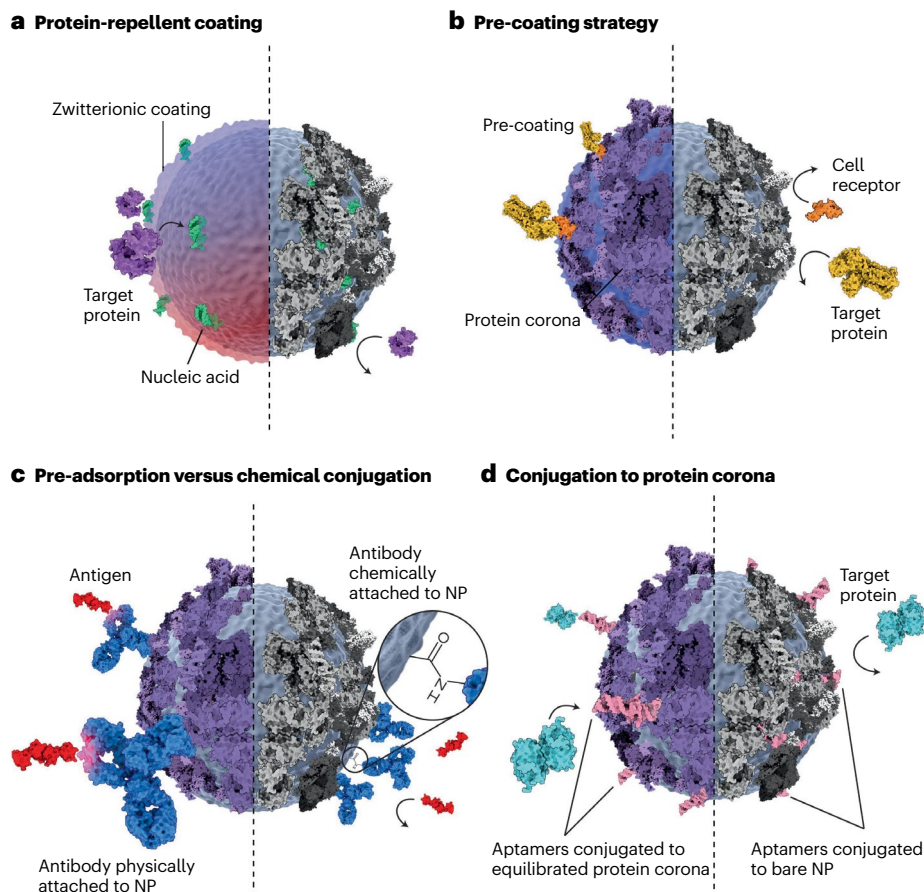 a Protein-repellent coating
Zwitterionic coating
Target
protein
Nucleic acid
b Pre-coating strategy
Pre-coating
Cell
receptor
Protein corona
Target
protein
c Pre-adsorption versus chemical conjugation
Antigen
Antibody
chemically
attached to NP
O
N
H
Antibody physically
attached to NP
d Conjugation to protein corona
Target
protein
Aptamers conjugated to
equilibrated protein corona
Aptamers conjugated
to bare NP